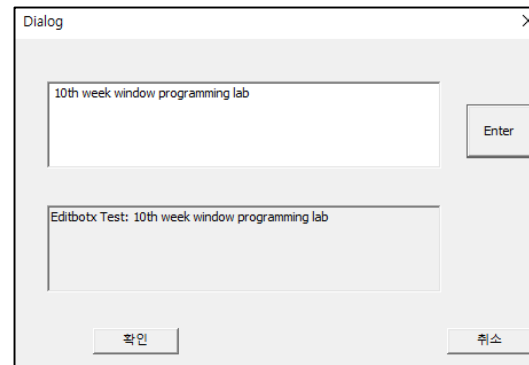 Dialog
10th week window programming lab
Enter
Editbotx Test: 10th week window programming lab
확인
취소